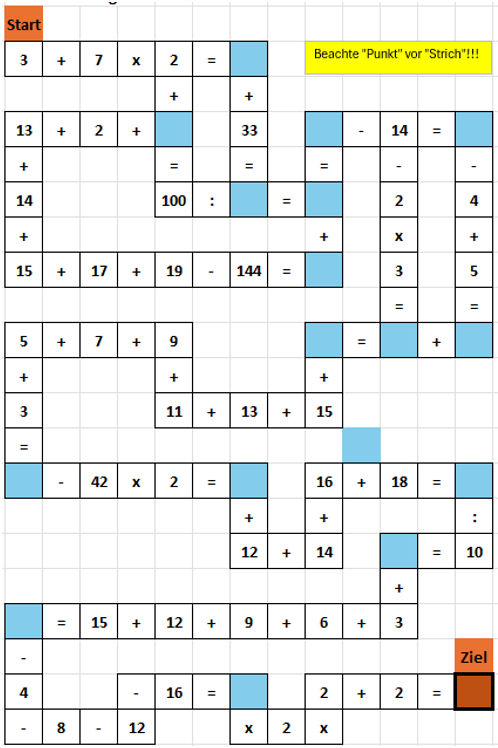 Start
3 + 7 x 2 =
Beachte "Punkt" vor "Strich"!!!
+ +
13 + 2 + 33 - 14 =
+ = = = - -
14 100 : = 2 4
+ + x +
15 + 17 + 19 - 144 = 3 5
= =
5 + 7 + 9 = +
+ + +
3 11 + 13 + 15
=
- 42 x 2 = 16 + 18 =
+ + :
12 + 14 = 10
+
= 15 + 12 + 9 + 6 + 3
- Ziel
4 - 16 = 2 + 2 =
- 8 - 12 x 2 x